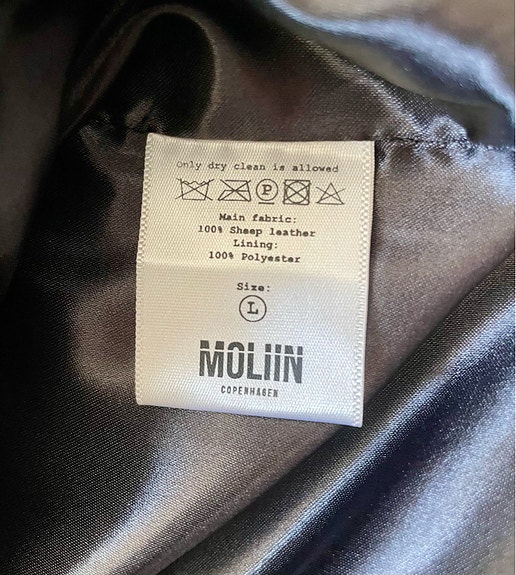 Only dry clean is allowed
P
Main fabric:
100% Sheep leather
Lining:
100% Polyester
Size:
L
MOLIIN
COPENHAGEN